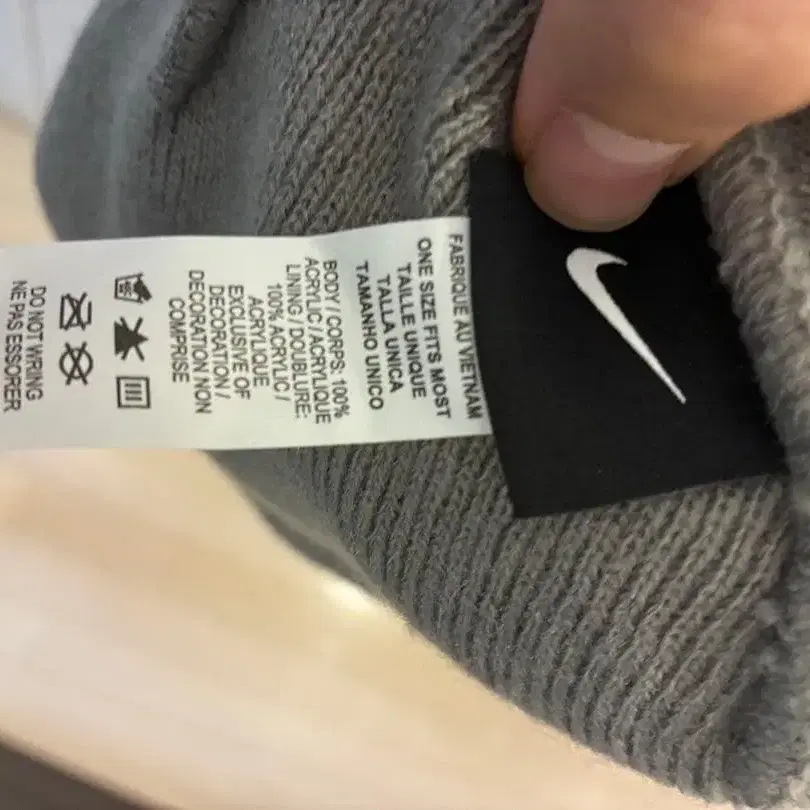 FABRIQUÉ AU VIETNAM
ONE SIZE FITS MOST
TAILLE UNIQUE
TALLA UNICA
TAMANHO UNICO
BODY / CORPS: 100%
ACRYLIC / ACRYLIQUE
LINING / DOUBLURE:
100% ACRYLIC /
ACRYLIQUE
EXCLUSIVE OF
DECORATION /
DECORATION NON
COMPRISE
DO NOT WRING
NE PAS ESSORER